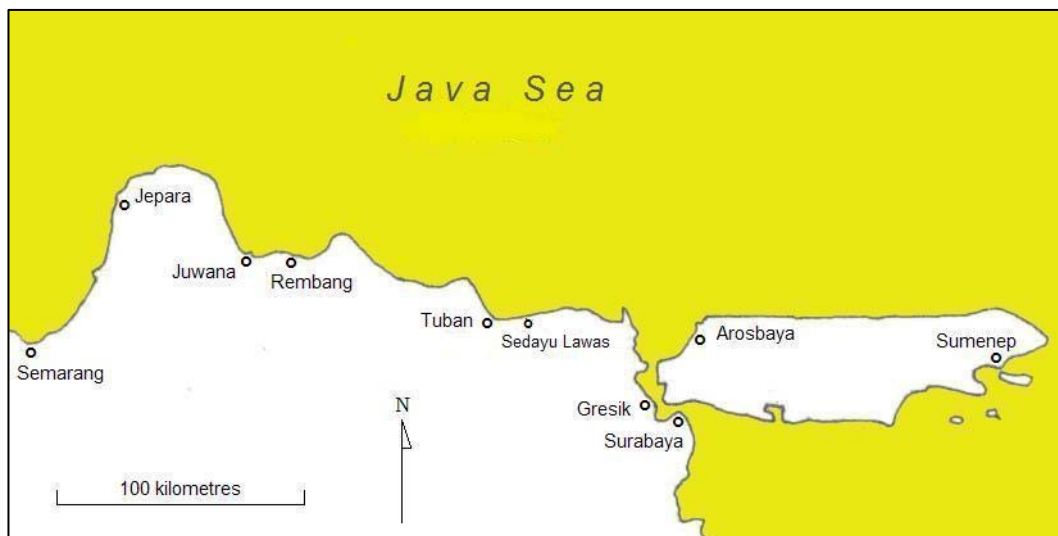 Java Sea
Jepara
Juwana
Rembang
Tuban
Sedayu Lawas
Arosbaya
Sumenep
Semarang
Gresik
Surabaya
N
100 kilometres